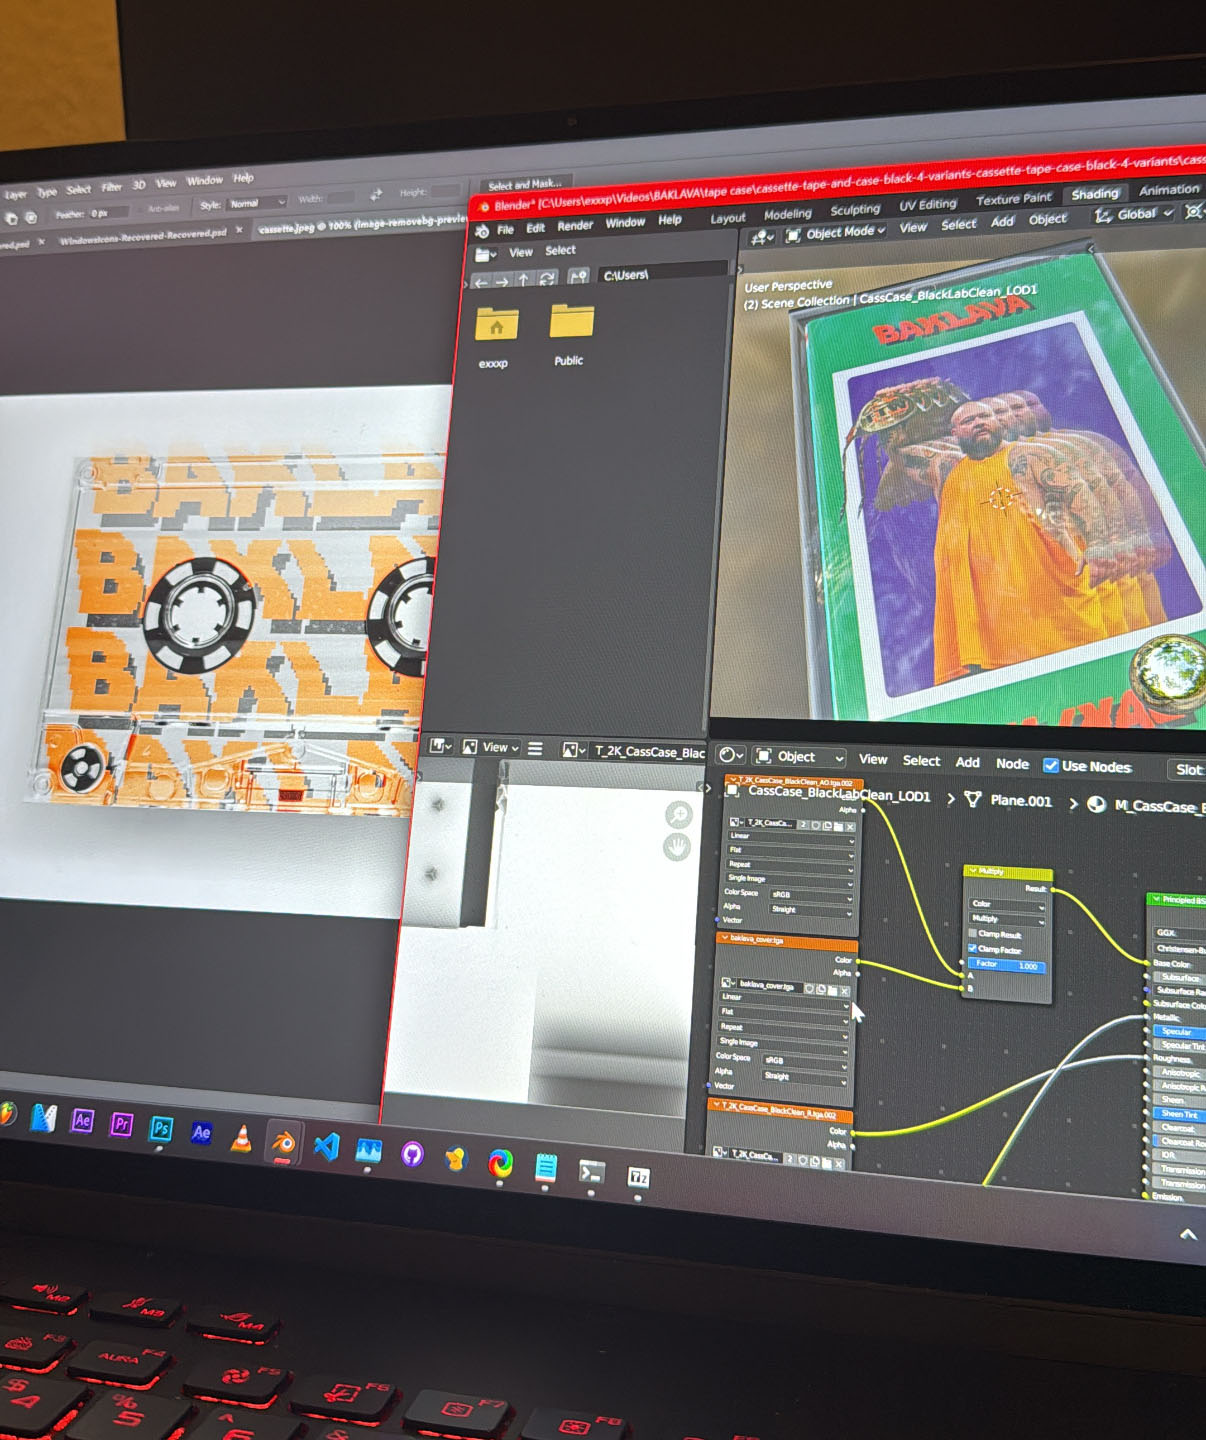 Layer Type Select Filter 3D View Window Help
Feather: 0 px Anti-alias Style: Normal Width: Height: Select and Mask...
WindowsIcons-Recovered-Recovered.psd × cassette.jpeg @ 100% (image-removebg-preview
BAKLA
BAKLA
BAKLA
Blender* [C:\Users\exxxp\Videos\BAKLAVA\tape case\cassette-tape-and-case-black-4-variants-cassette-tape-case-black-4-variants\cass
File Edit Render Window Help Layout Modeling Sculpting UV Editing Texture Paint Shading Animation
View Select
Object Mode View Select Add Object Global
C:\Users\
exxxp
Public
User Perspective
(2) Scene Collection | CassCase_BlackLabClean_LOD1
BAKLAVA
View
T_2K_CassCase_Blac
Object View Select Add Node Use Nodes Slot
CassCase_BlackLabClean_LOD1 > Plane.001 > M_CassCase_B
T_2K_CassCase_BlackClean_AO.tga.002
Alpha
T_2K_CassCa... 2
Linear
Flat
Repeat
Single Image
Color Space sRGB
Alpha Straight
Vector
baklava_cover.tga
Color
Alpha
baklava_cover.tga
Linear
Flat
Repeat
Single Image
Color Space sRGB
Alpha Straight
Vector
T_2K_CassCase_BlackClean_R.tga.002
Color
Alpha
T_2K_CassCa... 2
Multiply
Result
Color
Multiply
Clamp Result
Clamp Factor
Factor 1.000
A
B
Principled BS
GGX
Christensen-Bu
Base Color
Subsurface
Subsurface Ra
Subsurface Colo
Metallic
Specular
Specular Tint
Roughness
Anisotropic
Anisotropic R
Sheen
Sheen Tint
Clearcoat
Clearcoat Ro
IOR
Transmission
Transmission
Emission
Ae Pr Ps Ae
M2 M3 M4
F3 AURA F4 F5 F6 F7 F8
$ 4 % 5 ^ 6 &